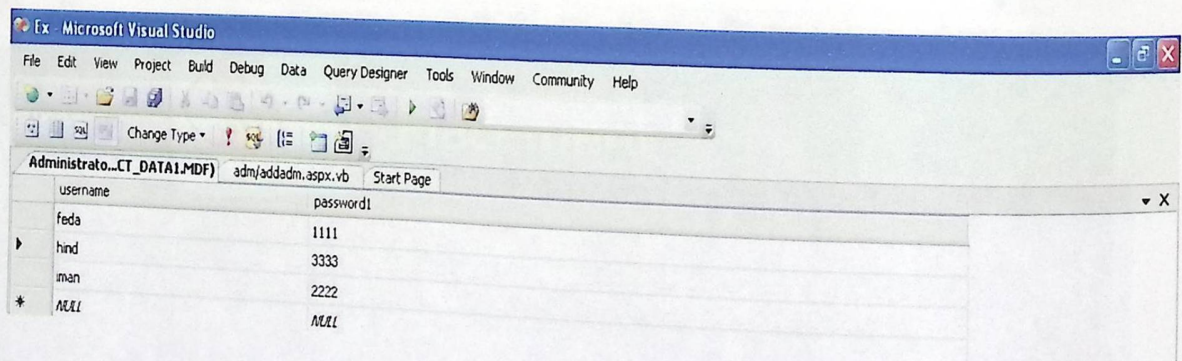 Ex - Microsoft Visual Studio
File Edit View Project Build Debug Data Query Designer Tools Window Community Help
SQL Change Type
Administrato...CT_DATA1.MDF) adm/addadm.aspx.vb Start Page
username password1
feda 1111
hind 3333
iman 2222
NULL NULL